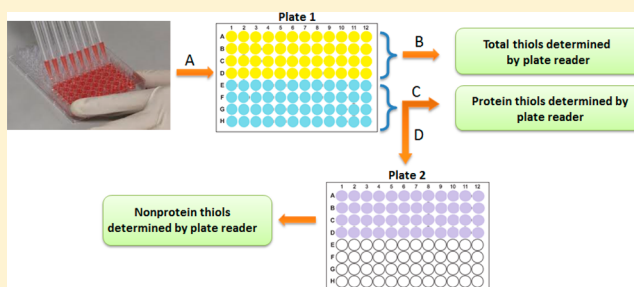 Plate 1
1 2 3 4 5 6 7 8 9 10 11 12
A
B
C
D
E
F
G
H
A
B
Total thiols determined
by plate reader
C
Protein thiols determined by
plate reader
D
Plate 2
1 2 3 4 5 6 7 8 9 10 11 12
A
B
C
D
E
F
G
H
Nonprotein thiols
determined by plate reader